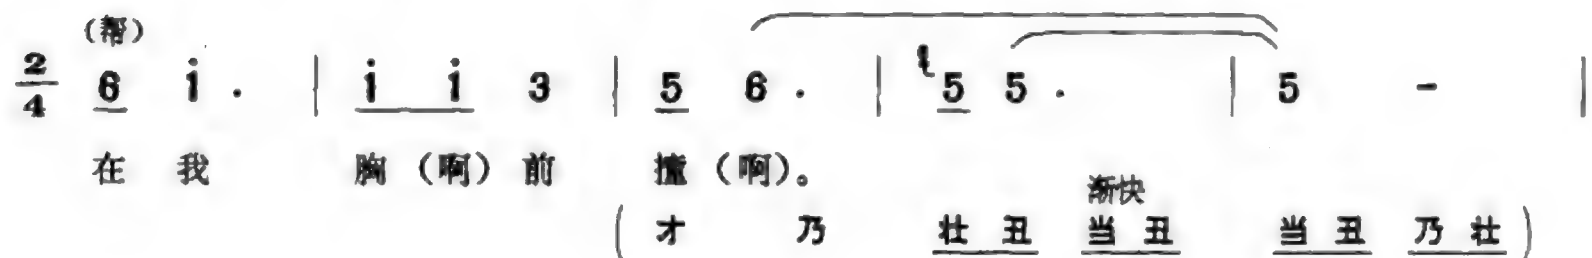 (帮)
2/4 6 i . | i i 3 | 5 6 . | 5 5 . | 5 - |
在 我 胸 (啊) 前 撞 (啊)。
渐快
(才 乃 壮 丑 当 丑 当 丑 乃 壮)